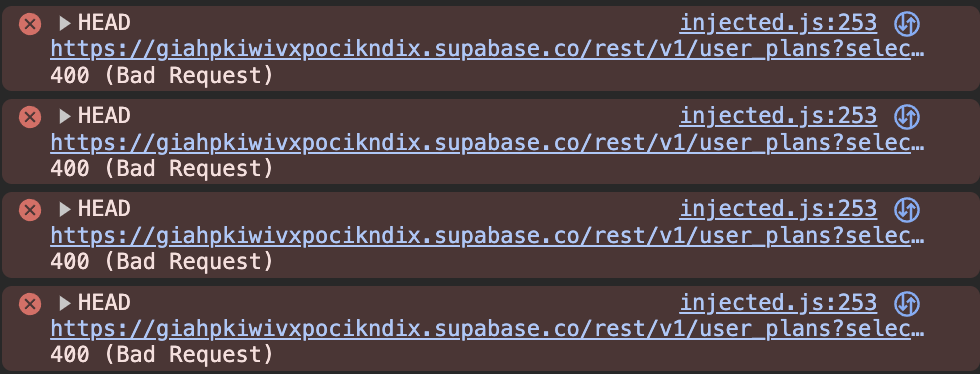 HEAD injected.js:253
https://giahpkiwivxpocikndix.supabase.co/rest/v1/user_plans?selec…
400 (Bad Request)
HEAD injected.js:253
https://giahpkiwivxpocikndix.supabase.co/rest/v1/user_plans?selec…
400 (Bad Request)
HEAD injected.js:253
https://giahpkiwivxpocikndix.supabase.co/rest/v1/user_plans?selec…
400 (Bad Request)
HEAD injected.js:253
https://giahpkiwivxpocikndix.supabase.co/rest/v1/user_plans?selec…
400 (Bad Request)